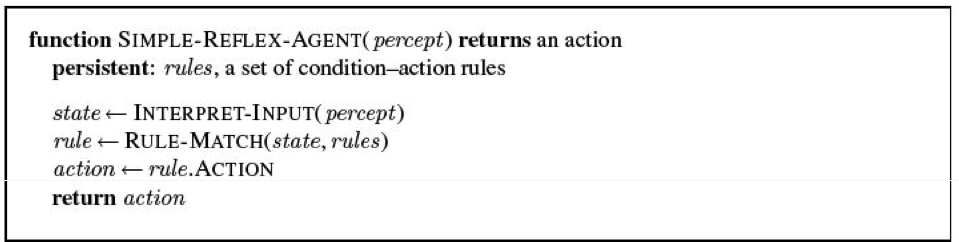 function SIMPLE-REFLEX-AGENT(percept) returns an action
persistent: rules, a set of condition–action rules
state ← INTERPRET-INPUT(percept)
rule ← RULE-MATCH(state, rules)
action ← rule.ACTION
return action